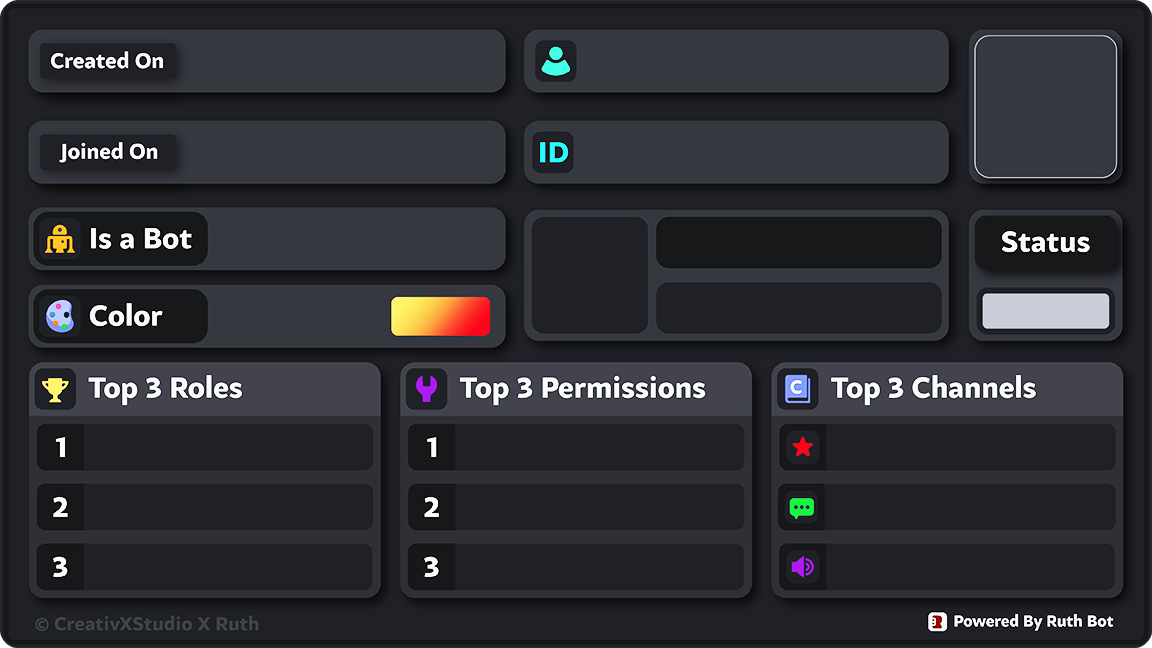 Created On
Joined On
ID
Is a Bot
Status
Color
Top 3 Roles
1
2
3
Top 3 Permissions
1
2
3
Top 3 Channels
C
© CreativXStudio X Ruth
Powered By Ruth Bot